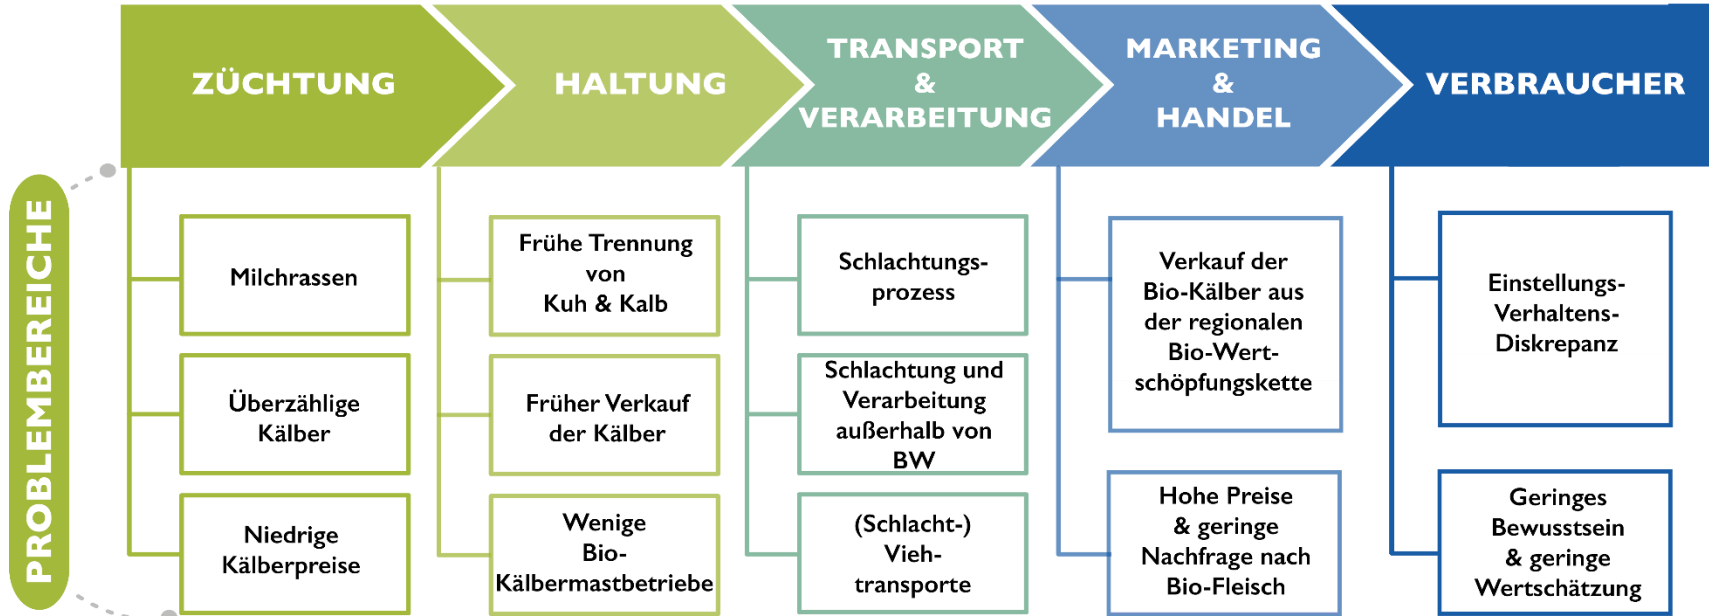 PROBLEMBEREICHE
ZÜCHTUNG
Milchrassen
Überzählige
Kälber
Niedrige
Kälberpreise
HALTUNG
Frühe Trennung
von
Kuh & Kalb
Früher Verkauf
der Kälber
Wenige
Bio-
Kälbermastbetriebe
TRANSPORT
&
VERARBEITUNG
Schlachtungs-
prozess
Schlachtung und
Verarbeitung
außerhalb von
BW
(Schlacht-)
Vieh-
transporte
MARKETING
&
HANDEL
Verkauf der
Bio-Kälber aus
der regionalen
Bio-Wert-
schöpfungskette
Hohe Preise
& geringe
Nachfrage nach
Bio-Fleisch
VERBRAUCHER
Einstellungs-
Verhaltens-
Diskrepanz
Geringes
Bewusstsein
& geringe
Wertschätzung